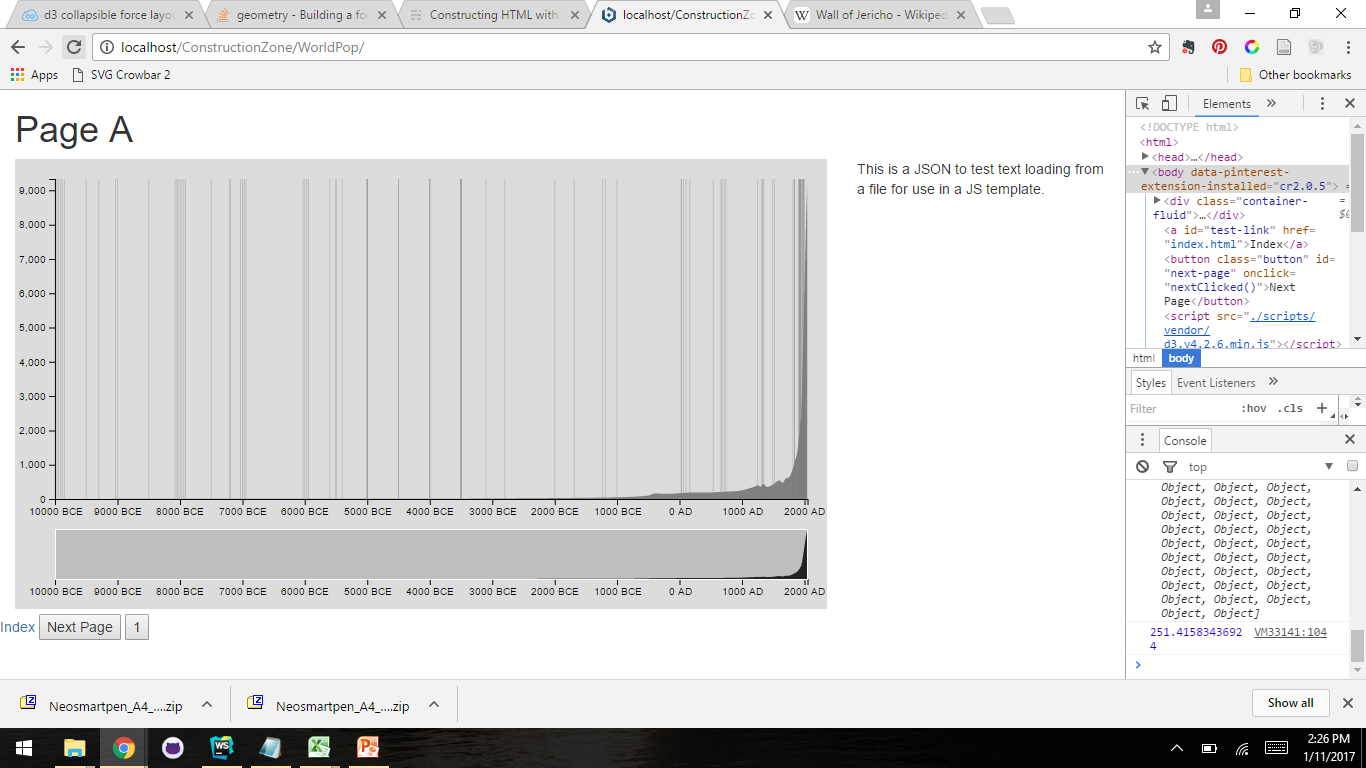 d3 collapsible force layou
geometry - Building a fo
Constructing HTML with
localhost/ConstructionZo
Wall of Jericho - Wikiped
localhost/ConstructionZone/WorldPop/
Apps
SVG Crowbar 2
Other bookmarks
Page A
9,000
8,000
7,000
6,000
5,000
4,000
3,000
2,000
1,000
0
10000 BCE 9000 BCE 8000 BCE 7000 BCE 6000 BCE 5000 BCE 4000 BCE 3000 BCE 2000 BCE 1000 BCE 0 AD 1000 AD 2000 AD
10000 BCE 9000 BCE 8000 BCE 7000 BCE 6000 BCE 5000 BCE 4000 BCE 3000 BCE 2000 BCE 1000 BCE 0 AD 1000 AD 2000 AD
This is a JSON to test text loading from
a file for use in a JS template.
Index Next Page 1
Elements »
<!DOCTYPE html>
<html>
<head>…</head>
<body data-pinterest-
extension-installed="cr2.0.5"> =
<div class="container- =
fluid">…</div>
<a id="test-link" href=
"index.html">Index</a>
<button class="button" id=
"next-page" onclick=
"nextClicked()">Next
Page</button>
<script src="./scripts/
vendor/
d3.v4.2.6.min.js"></script>
html body
Styles Event Listeners »
Filter :hov .cls +
Console
top
Object, Object, Object,
Object, Object, Object,
Object, Object, Object,
Object, Object, Object,
Object, Object, Object,
Object, Object, Object,
Object, Object, Object,
Object, Object, Object,
Object, Object, Object,
Object, Object]
251.4158343692 VM33141:104
4
Neosmartpen_A4_....zip
Neosmartpen_A4_....zip
Show all
2:26 PM
1/11/2017